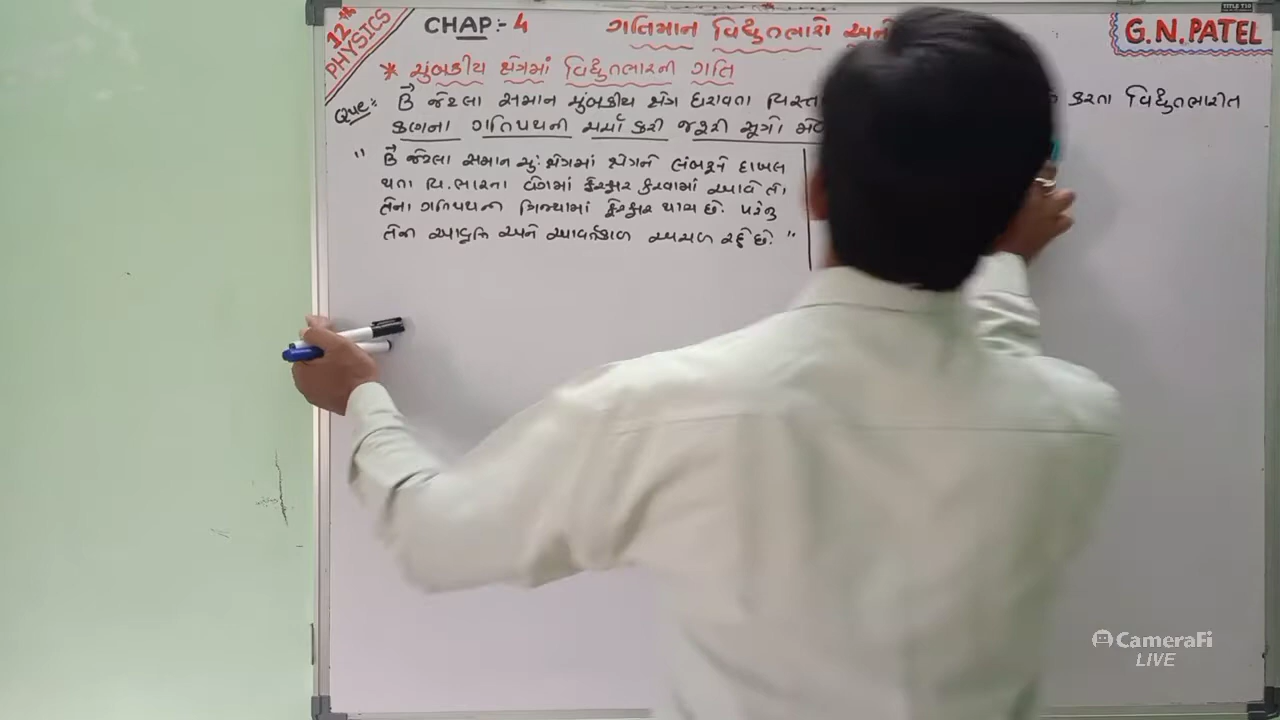 12th PHYSICS
CHAP:- 4
ગતિમાન વિદ્યુતભારો અને
G.N.PATEL
* ચુંબકીય ક્ષેત્રમાં વિદ્યુતભારની ગતિ
Que: B⃗ જેટલા સમાન ચુંબકીય ક્ષેત્ર ધરાવતા કરતા વિદ્યુતભારીત
કણના ગતિપથની ચર્ચા કરી જરૂરી સૂત્રો
" B⃗ જેટલા સમાન ચું. ક્ષેત્રમાં ક્ષેત્રને લંબરૂપે દાખલ
થતા વિ.ભારના વેગમાં ફેરફાર કરવામાં આવે તો,
તેના ગતિપથની ત્રિજ્યામાં ફેરફાર થાય છે. પરંતુ
તેની આવૃત્તિ અને આવર્તકાળ અચળ રહે છે. "
CameraFi
LIVE